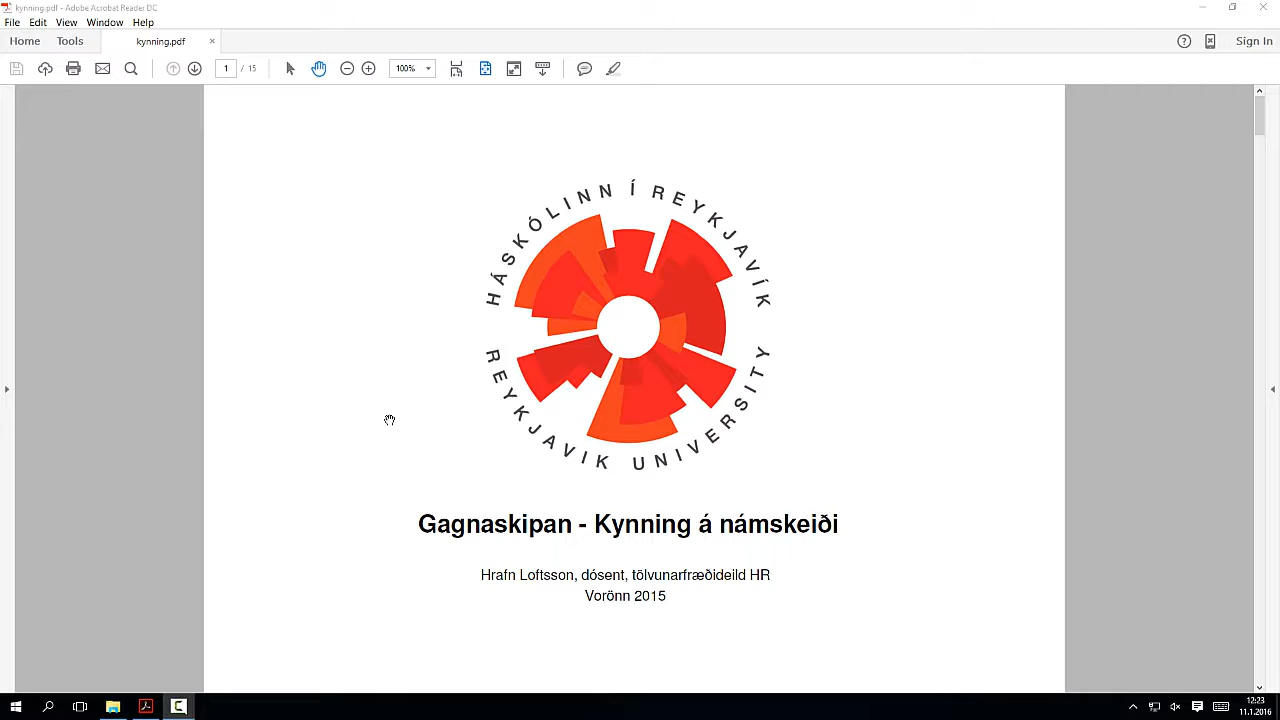 kynning.pdf - Adobe Acrobat Reader DC
File Edit View Window Help
Home Tools kynning.pdf × Sign In
1 / 15 100%
HÁSKÓLINN Í REYKJAVÍK
REYKJAVIK UNIVERSITY
Gagnaskipan - Kynning á námskeiði
Hrafn Loftsson, dósent, tölvunarfræðideild HR
Vorönn 2015
12:23
11.1.2016